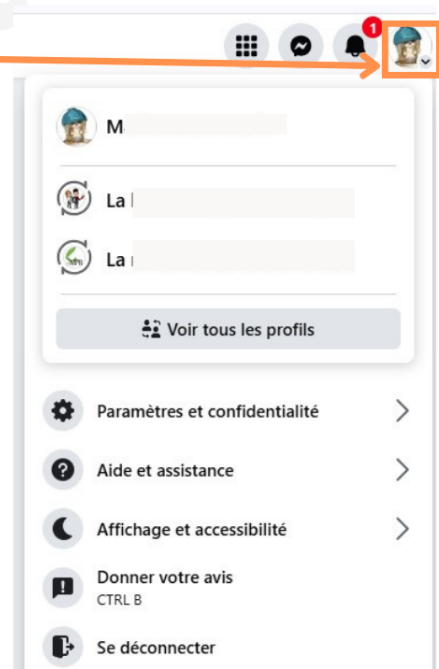 1
M
La
La
Voir tous les profils
Paramètres et confidentialité
Aide et assistance
Affichage et accessibilité
Donner votre avis
CTRL B
Se déconnecter